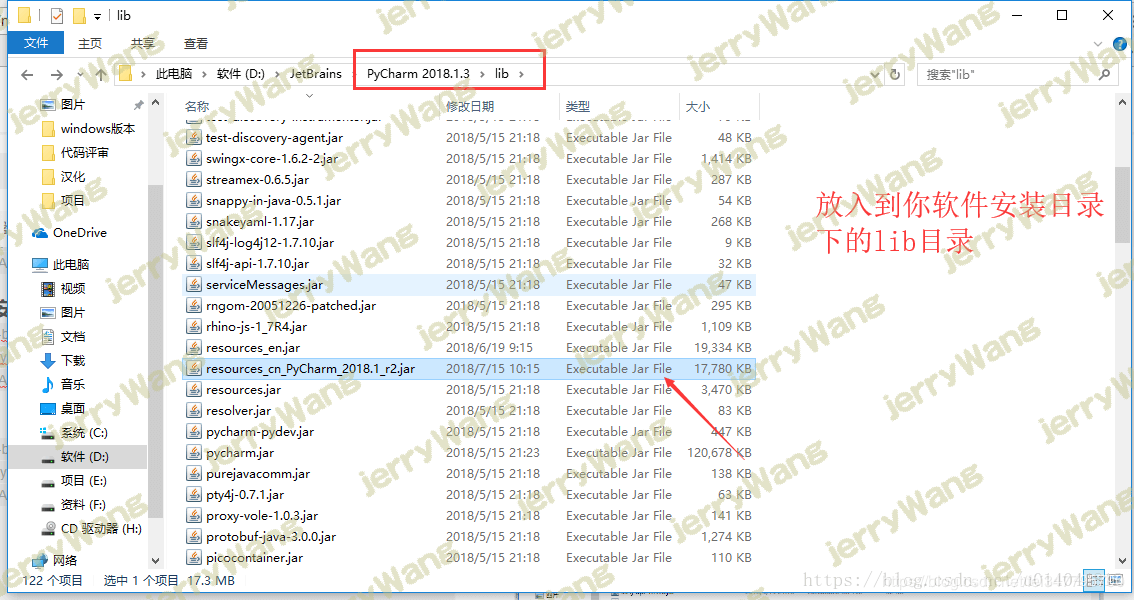 lib
文件 主页 共享 查看
此电脑 软件 (D:) JetBrains PyCharm 2018.1.3 lib 搜索"lib"
名称 修改日期 类型 大小
图片
windows版本
代码评审
汉化
项目
OneDrive
此电脑
视频
图片
文档
下载
音乐
桌面
系统 (C:)
软件 (D:)
项目 (E:)
资料 (F:)
CD 驱动器 (H:)
网络
test-discovery-agent.jar 2018/5/15 21:18 Executable Jar File 48 KB
swingx-core-1.6.2-2.jar 2018/5/15 21:18 Executable Jar File 1,414 KB
streamex-0.6.5.jar 2018/5/15 21:18 Executable Jar File 287 KB
snappy-in-java-0.5.1.jar 2018/5/15 21:18 Executable Jar File 54 KB
snakeyaml-1.17.jar 2018/5/15 21:18 Executable Jar File 268 KB
slf4j-log4j12-1.7.10.jar 2018/5/15 21:18 Executable Jar File 9 KB
slf4j-api-1.7.10.jar 2018/5/15 21:18 Executable Jar File 32 KB
serviceMessages.jar 2018/5/15 21:18 Executable Jar File 47 KB
rngom-20051226-patched.jar 2018/5/15 21:18 Executable Jar File 295 KB
rhino-js-1_7R4.jar 2018/5/15 21:18 Executable Jar File 1,109 KB
resources_en.jar 2018/6/19 9:15 Executable Jar File 19,334 KB
resources_cn_PyCharm_2018.1_r2.jar 2018/7/15 10:15 Executable Jar File 17,780 KB
resources.jar 2018/5/15 21:18 Executable Jar File 3,470 KB
resolver.jar 2018/5/15 21:18 Executable Jar File 83 KB
pycharm-pydev.jar 2018/5/15 21:18 Executable Jar File 447 KB
pycharm.jar 2018/5/15 21:23 Executable Jar File 120,678 KB
purejavacomm.jar 2018/5/15 21:18 Executable Jar File 138 KB
pty4j-0.7.1.jar 2018/5/15 21:18 Executable Jar File 63 KB
proxy-vole-1.0.3.jar 2018/5/15 21:18 Executable Jar File 141 KB
protobuf-java-3.0.0.jar 2018/5/15 21:18 Executable Jar File 1,274 KB
picocontainer.jar 2018/5/15 21:18 Executable Jar File 110 KB
放入到你软件安装目录
下的lib目录
122 个项目 选中 1 个项目 17.3 MB
jerryWang